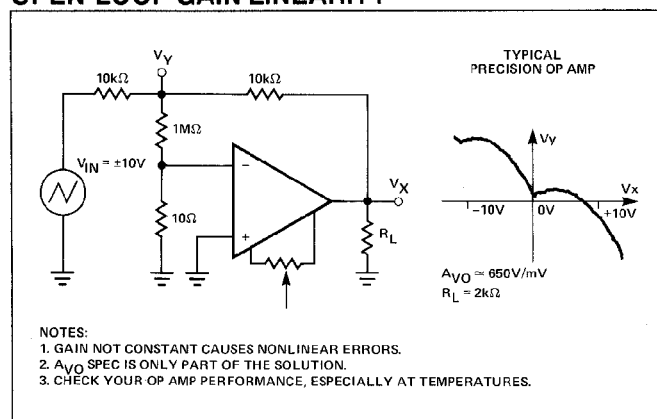 OPEN-LOOP GAIN LINEARITY
VY
10kΩ
10kΩ
1MΩ
VIN = ±10V
10Ω
−
+
VX
RL
TYPICAL
PRECISION OP AMP
Vy
Vx
−10V
0V
+10V
AVO ≃ 650V/mV
RL = 2kΩ
NOTES:
1. GAIN NOT CONSTANT CAUSES NONLINEAR ERRORS.
2. AVO SPEC IS ONLY PART OF THE SOLUTION.
3. CHECK YOUR OP AMP PERFORMANCE, ESPECIALLY AT TEMPERATURES.